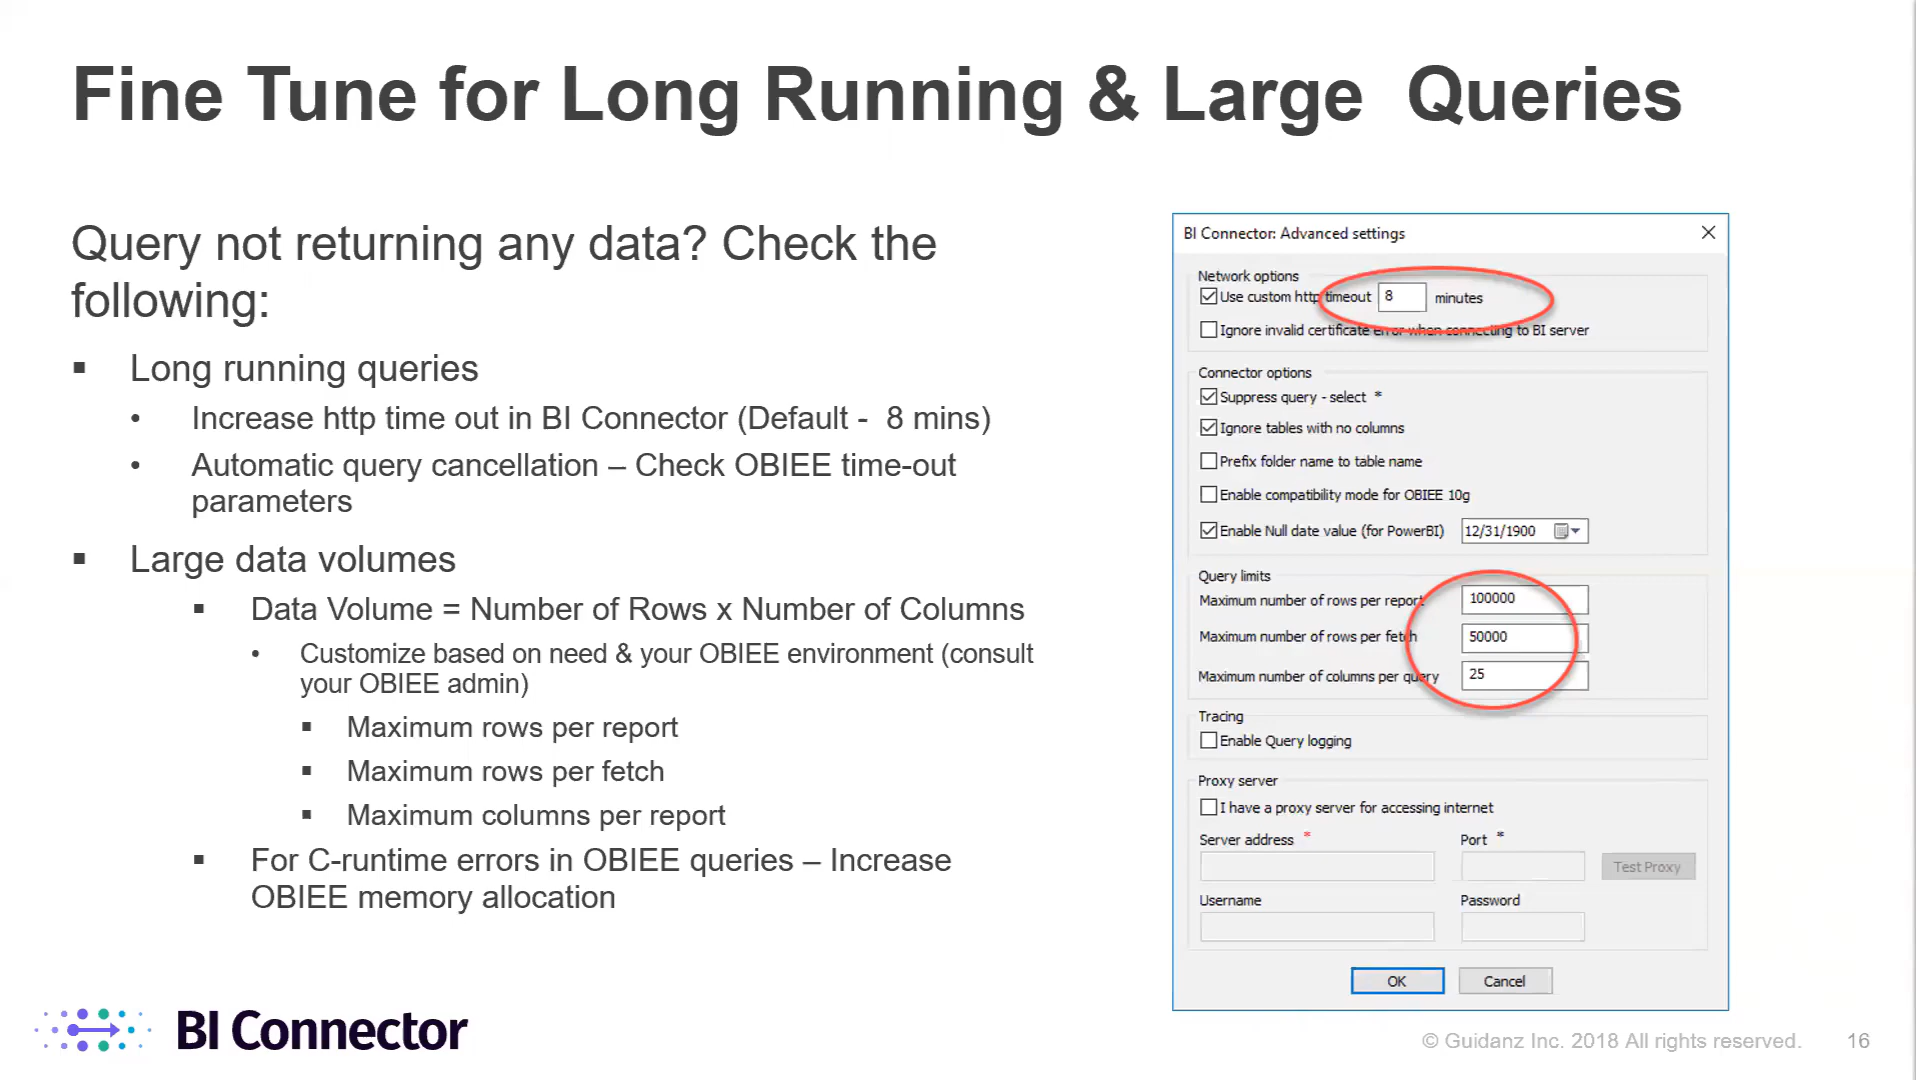 Fine Tune for Long Running & Large Queries
Query not returning any data? Check the
following:
▪ Long running queries
• Increase http time out in BI Connector (Default - 8 mins)
• Automatic query cancellation – Check OBIEE time-out
parameters
▪ Large data volumes
▪ Data Volume = Number of Rows x Number of Columns
• Customize based on need & your OBIEE environment (consult
your OBIEE admin)
▪ Maximum rows per report
▪ Maximum rows per fetch
▪ Maximum columns per report
▪ For C-runtime errors in OBIEE queries – Increase
OBIEE memory allocation
BI Connector: Advanced settings
Network options
Use custom http timeout 8 minutes
Ignore invalid certificate error when connecting to BI server
Connector options
Suppress query - select *
Ignore tables with no columns
Prefix folder name to table name
Enable compatibility mode for OBIEE 10g
Enable Null date value (for PowerBI) 12/31/1900
Query limits
Maximum number of rows per report 100000
Maximum number of rows per fetch 50000
Maximum number of columns per query 25
Tracing
Enable Query logging
Proxy server
I have a proxy server for accessing internet
Server address * Port *
Test Proxy
Username Password
OK Cancel
BI Connector
© Guidanz Inc. 2018 All rights reserved. 16